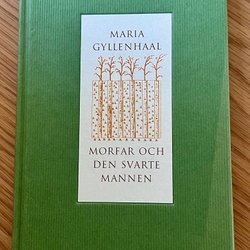 MARIA
GYLLENHAAL
MORFAR OCH
DEN SVARTE
MANNEN